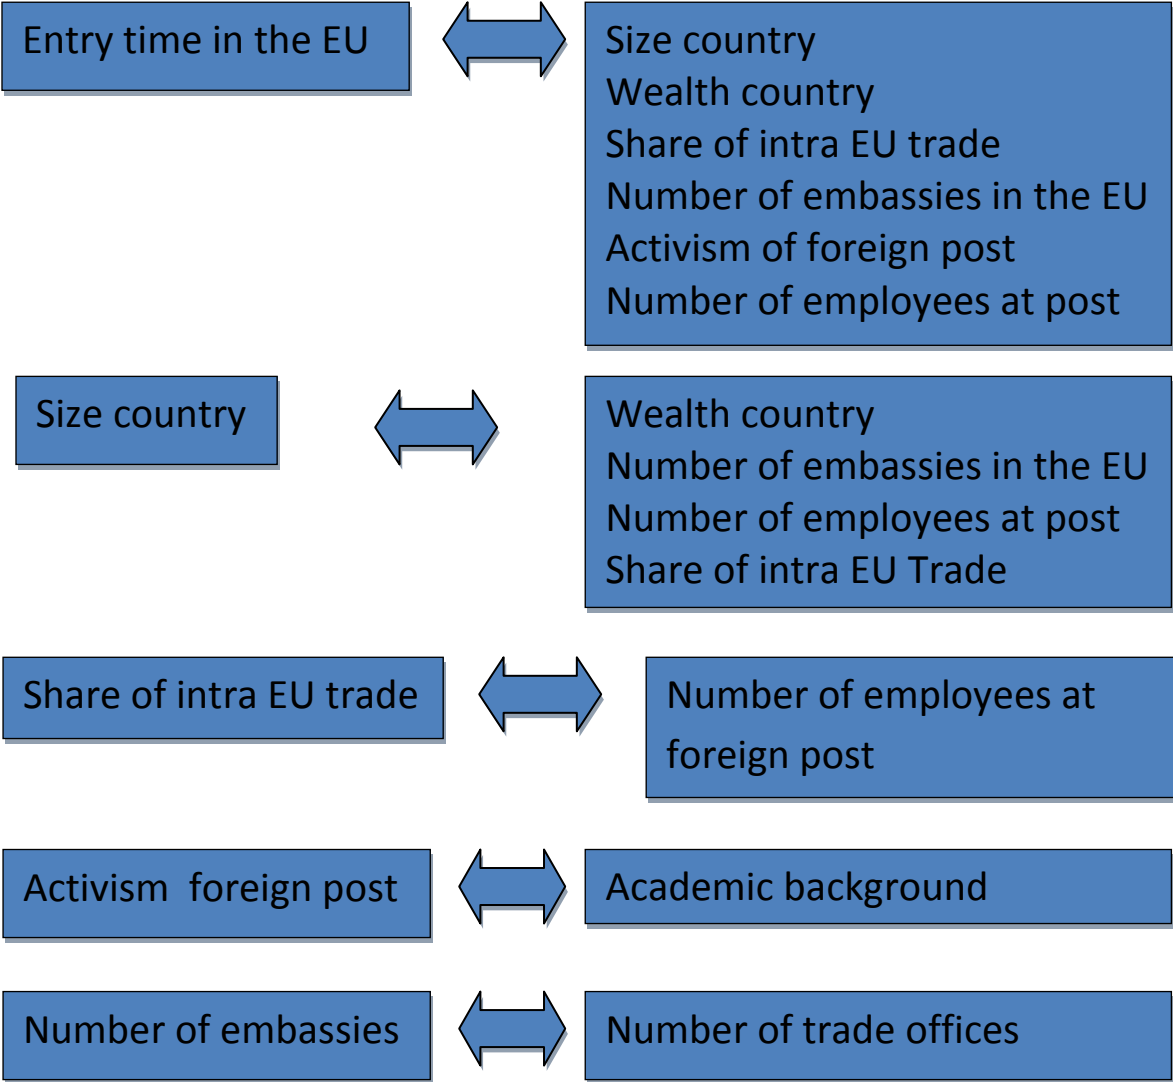 Entry time in the EU
Size country
Wealth country
Share of intra EU trade
Number of embassies in the EU
Activism of foreign post
Number of employees at post
Size country
Wealth country
Number of embassies in the EU
Number of employees at post
Share of intra EU Trade
Share of intra EU trade
Number of employees at
foreign post
Activism  foreign post
Academic background
Number of embassies
Number of trade offices